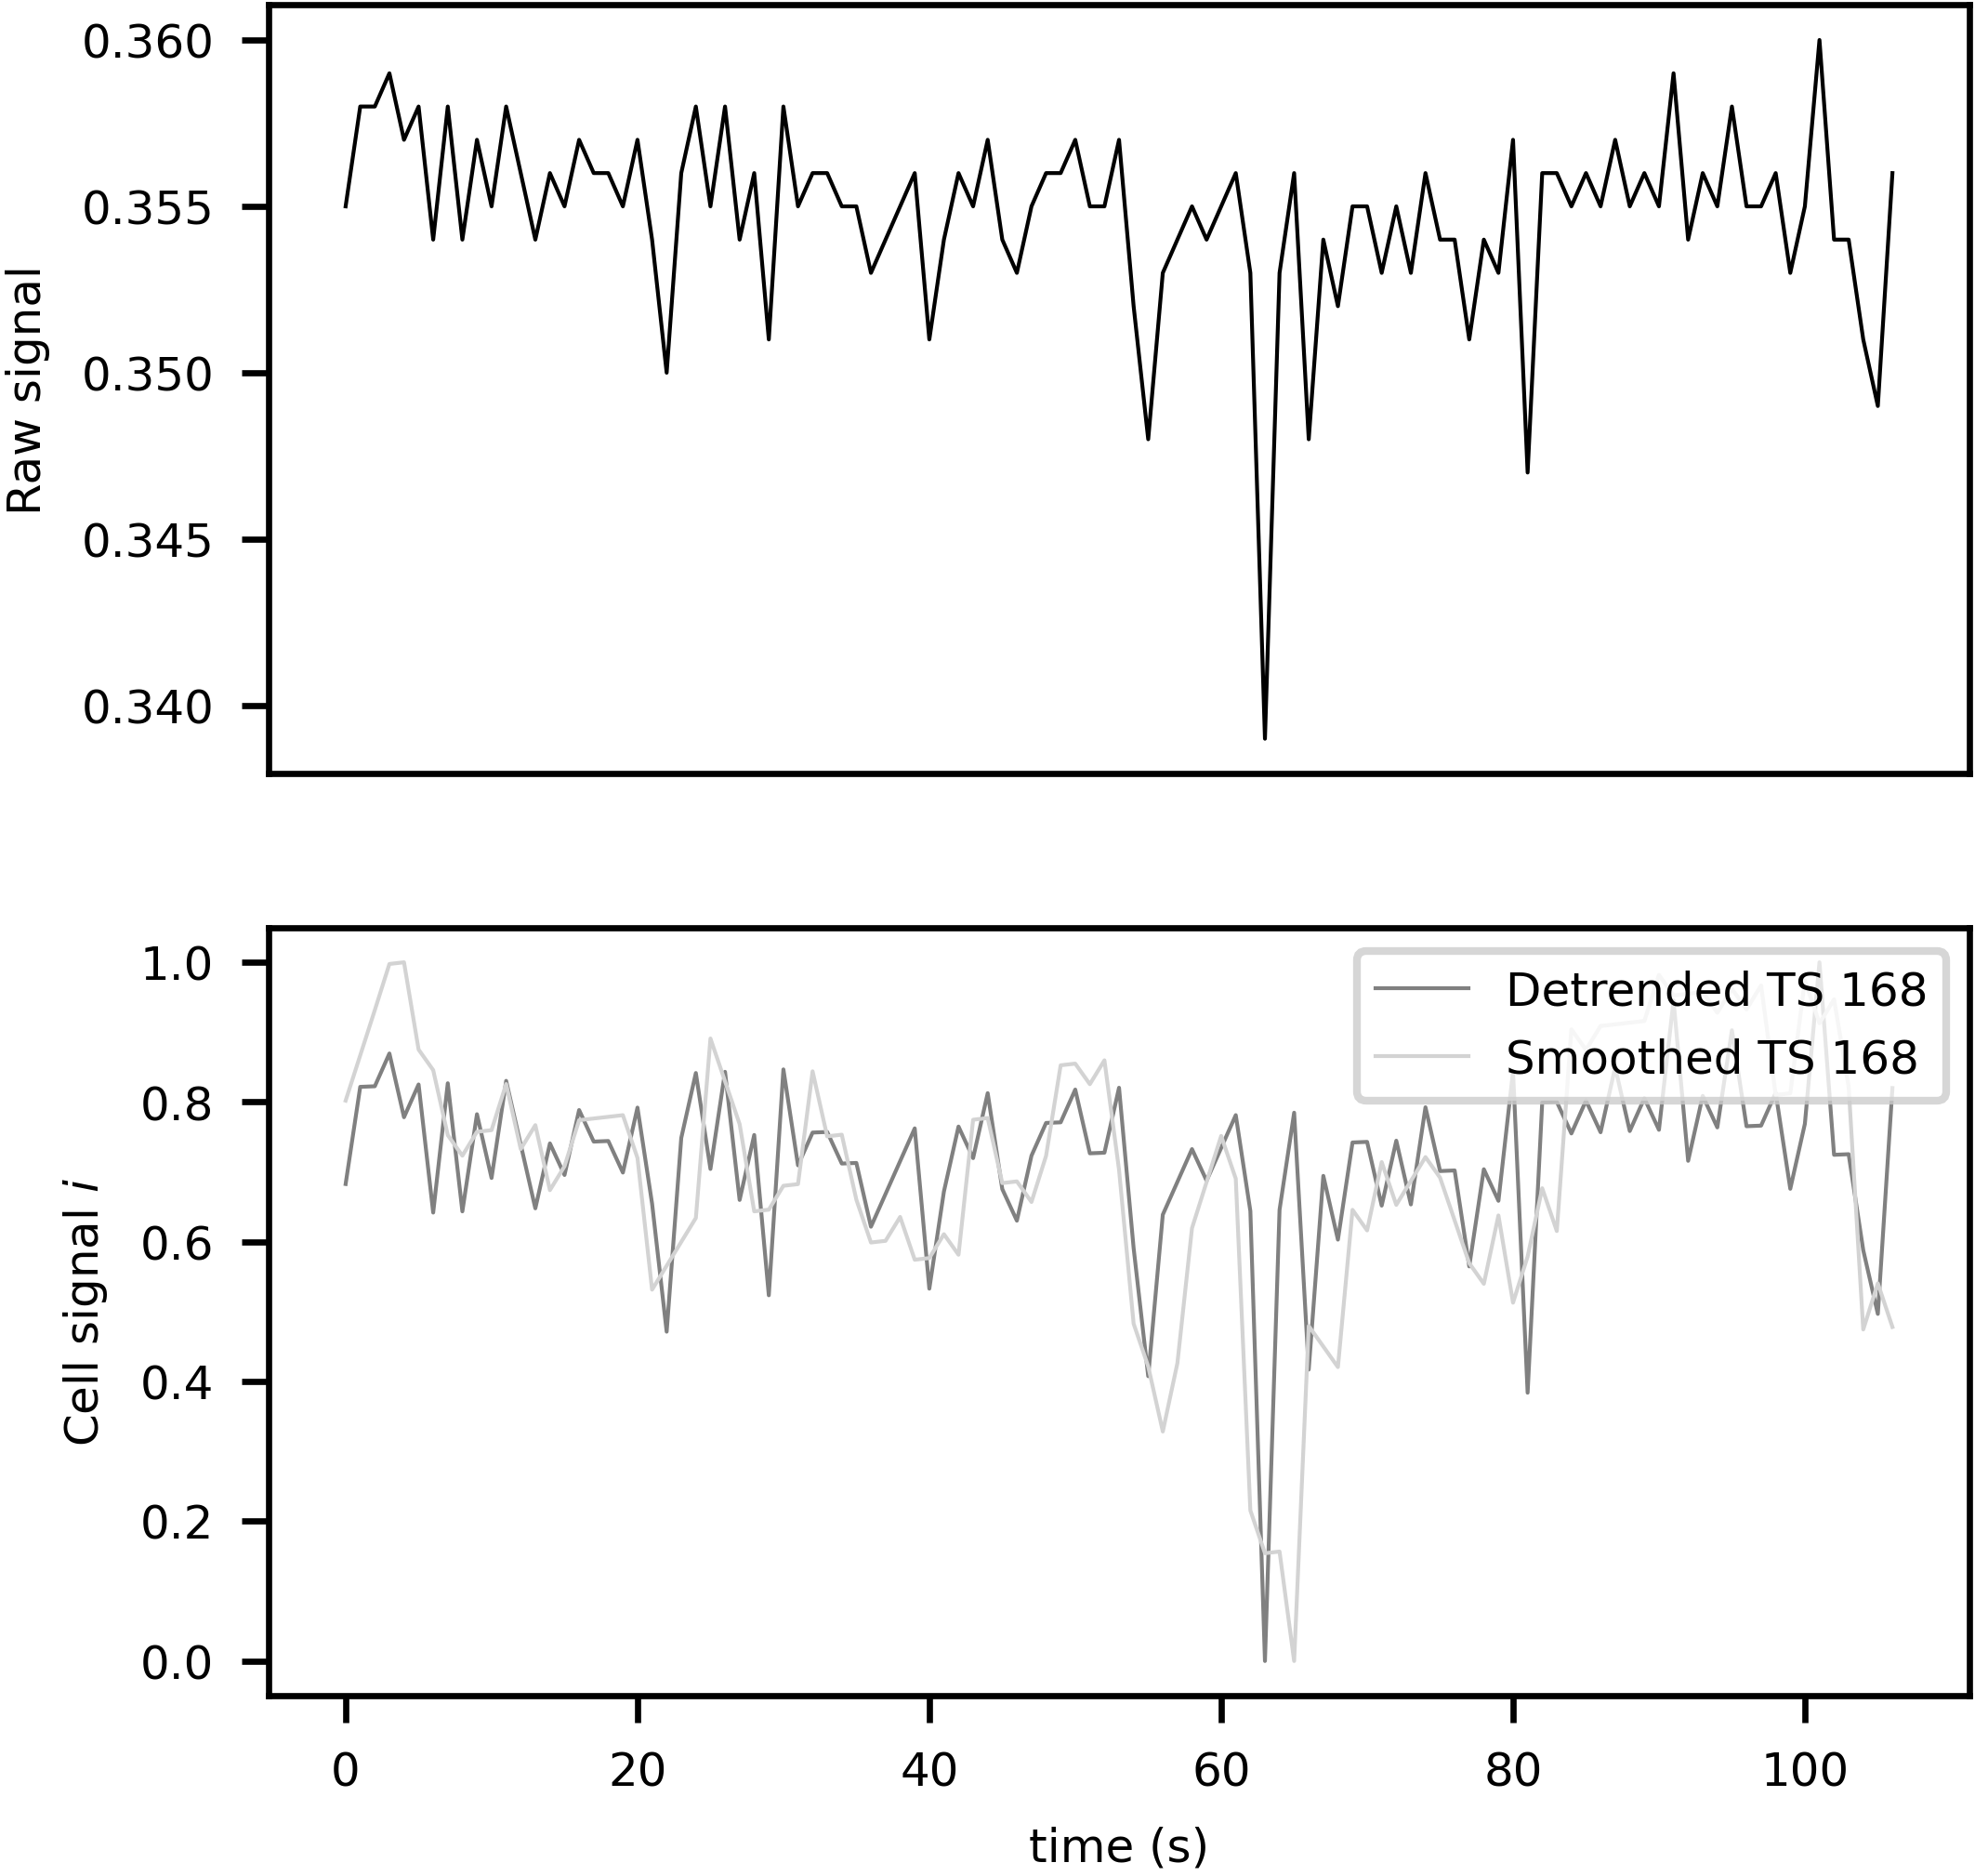 0.360
0.355
0.350
0.345
0.340
Raw signal
1.0
0.8
0.6
0.4
0.2
0.0
Cell signal i
Detrended TS 168
Smoothed TS 168
0 20 40 60 80 100
time (s)